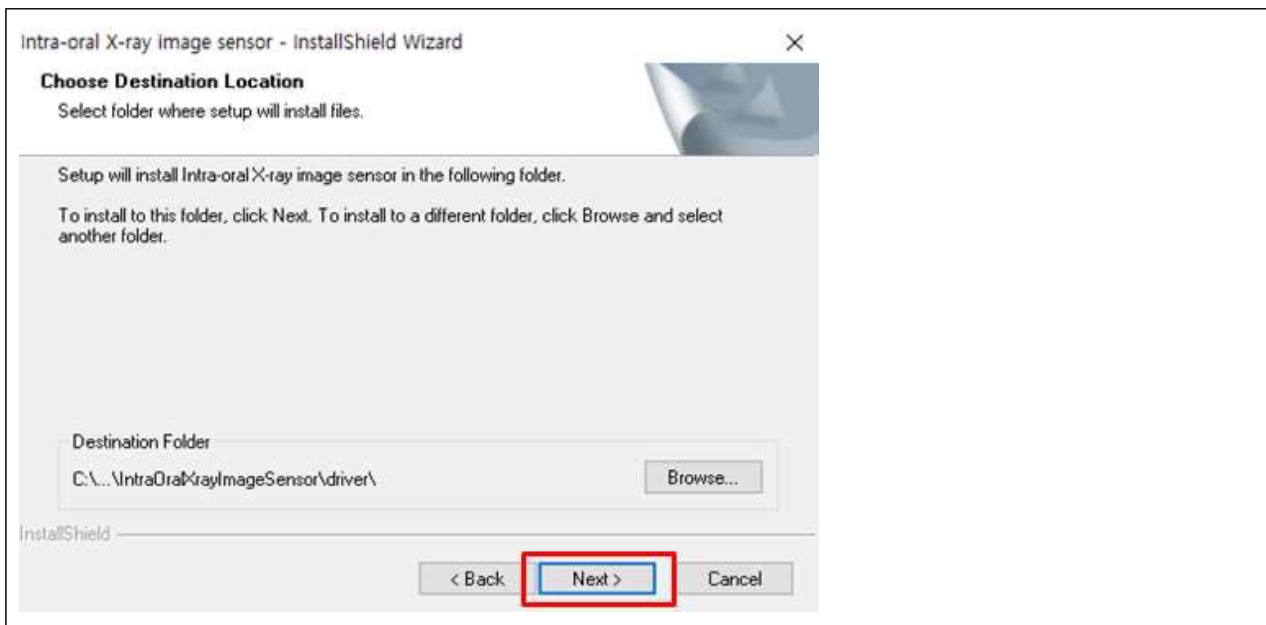 Intra-oral X-ray image sensor - InstallShield Wizard
Choose Destination Location
Select folder where setup will install files.
Setup will install Intra-oral X-ray image sensor in the following folder.
To install to this folder, click Next. To install to a different folder, click Browse and select
another folder.
Destination Folder
C:\...\IntraOralXrayImageSensor\driver\
Browse...
InstallShield
< Back
Next >
Cancel